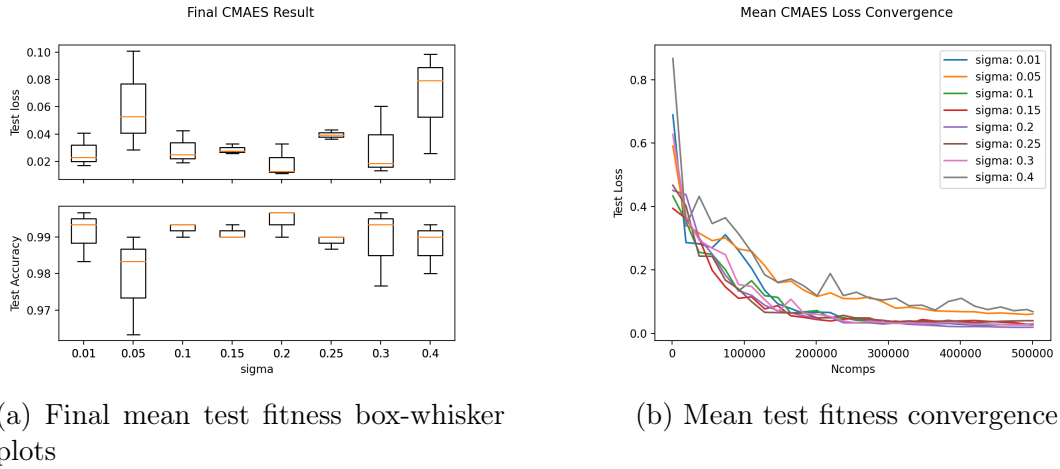 Final CMAES Result
0.10
0.08
0.06
0.04
0.02
Test loss
0.99
0.98
0.97
Test Accuracy
0.01 0.05 0.1 0.15 0.2 0.25 0.3 0.4
sigma
(a) Final mean test fitness box-whisker
plots
Mean CMAES Loss Convergence
0.8
0.6
0.4
0.2
0.0
Test Loss
sigma: 0.01
sigma: 0.05
sigma: 0.1
sigma: 0.15
sigma: 0.2
sigma: 0.25
sigma: 0.3
sigma: 0.4
0 100000 200000 300000 400000 500000
Ncomps
(b) Mean test fitness convergence